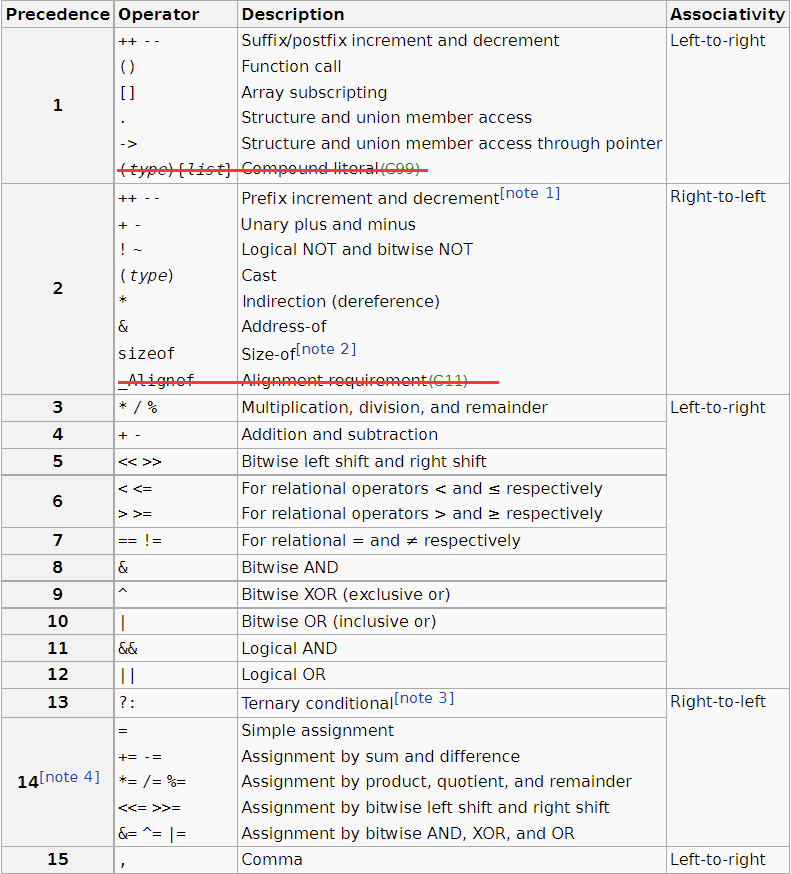 Precedence Operator Description Associativity
1 ++ -- Suffix/postfix increment and decrement Left-to-right
() Function call
[] Array subscripting
. Structure and union member access
-> Structure and union member access through pointer
(type){list} Compound literal(C99)
2 ++ -- Prefix increment and decrement[note 1] Right-to-left
+ - Unary plus and minus
! ~ Logical NOT and bitwise NOT
(type) Cast
* Indirection (dereference)
& Address-of
sizeof Size-of[note 2]
_Alignof Alignment requirement(C11)
3 * / % Multiplication, division, and remainder Left-to-right
4 + - Addition and subtraction
5 << >> Bitwise left shift and right shift
6 < <= For relational operators < and ≤ respectively
> >= For relational operators > and ≥ respectively
7 == != For relational = and ≠ respectively
8 & Bitwise AND
9 ^ Bitwise XOR (exclusive or)
10 | Bitwise OR (inclusive or)
11 && Logical AND
12 || Logical OR
13 ?: Ternary conditional[note 3] Right-to-left
14[note 4] = Simple assignment
+= -= Assignment by sum and difference
*= /= %= Assignment by product, quotient, and remainder
<<= >>= Assignment by bitwise left shift and right shift
&= ^= |= Assignment by bitwise AND, XOR, and OR
15 , Comma Left-to-right